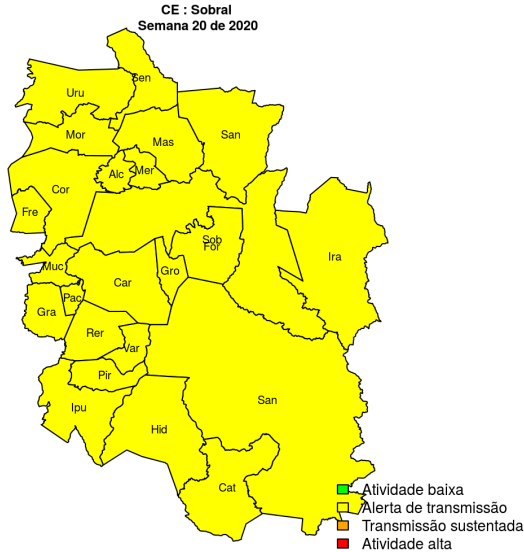 CE : Sobral
Semana 20 de 2020
Sen
Uru
Mor
Mas
San
Alc
Mer
Cor
Fre
Sob
For
Ira
Muc
Gro
Car
Pac
Gra
Rer
Var
Pir
San
Ipu
Hid
Cat
Atividade baixa
Alerta de transmissão
Transmissão sustentada
Atividade alta